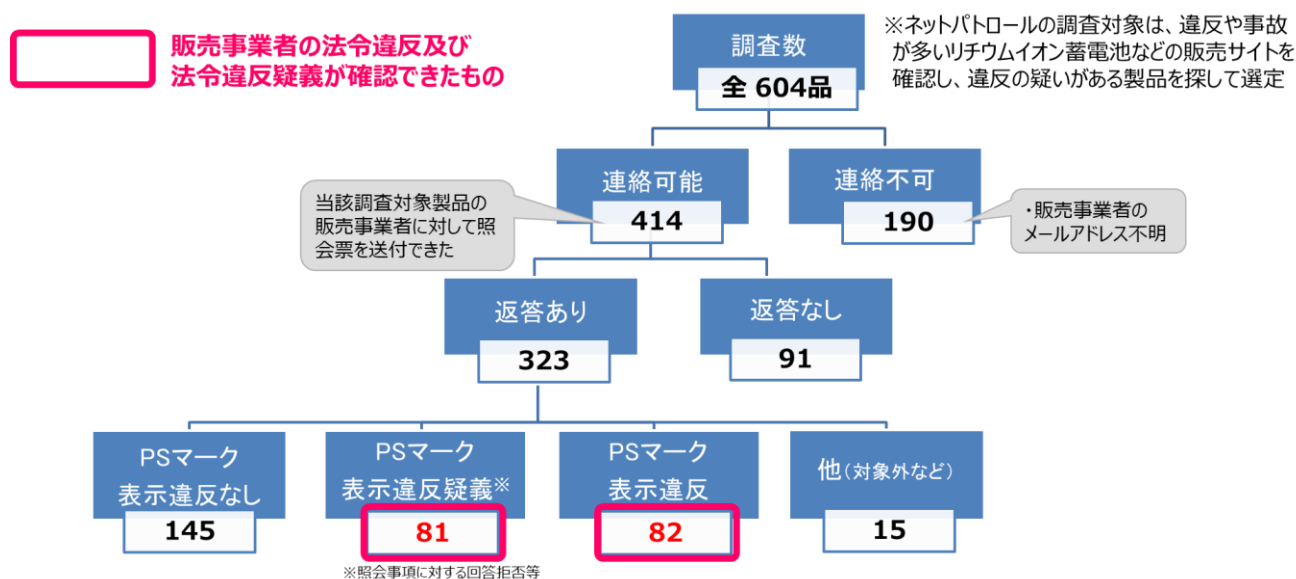 販売事業者の法令違反及び
法令違反疑義が確認できたもの
※ネットパトロールの調査対象は、違反や事故
が多いリチウムイオン蓄電池などの販売サイトを
確認し、違反の疑いがある製品を探して選定
調査数
全 604品
連絡可能
414
連絡不可
190
当該調査対象製品の
販売事業者に対して照
会票を送付できた
・販売事業者の
メールアドレス不明
返答あり
323
返答なし
91
PSマーク
表示違反なし
145
PSマーク
表示違反疑義※
81
PSマーク
表示違反
82
他(対象外など)
15
※照会事項に対する回答拒否等